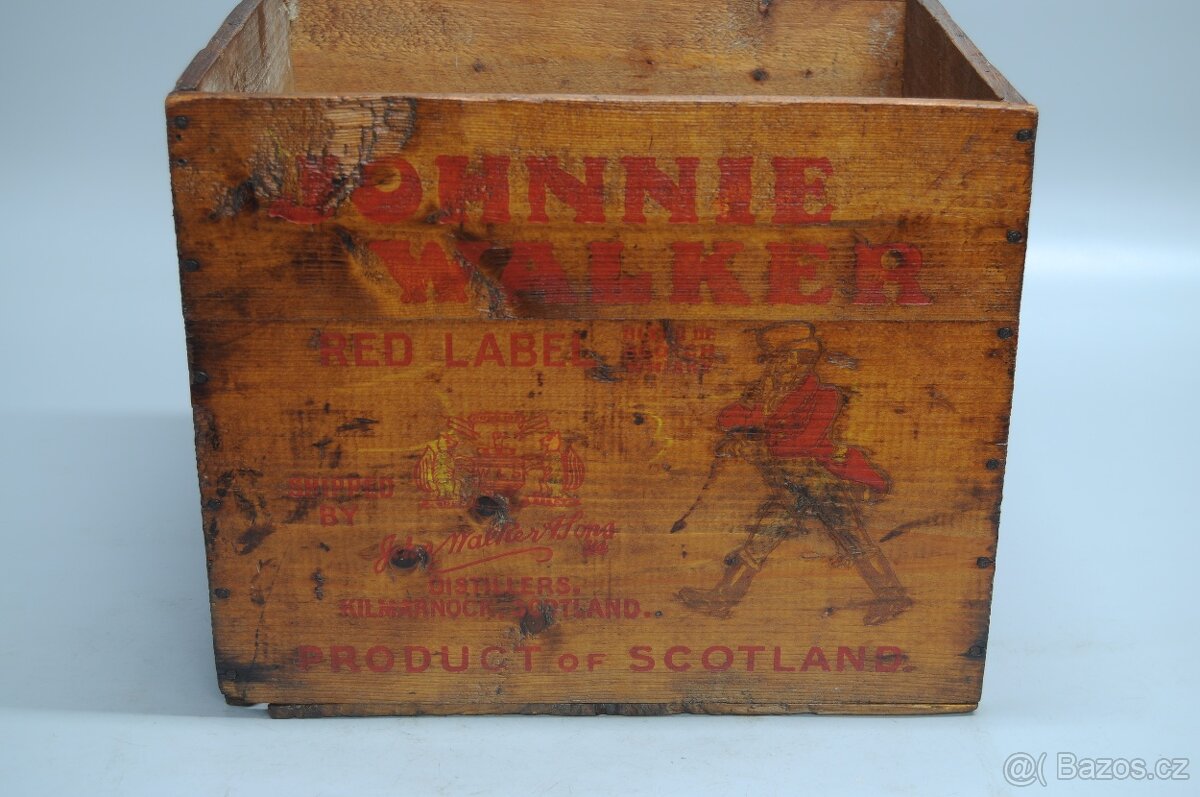 JOHNNIE
WALKER
RED LABEL
SHIPPED
BY
John Walker & Sons
DISTILLERS,
KILMARNOCK, SCOTLAND.
PRODUCT OF SCOTLAND.
@( Bazos.cz